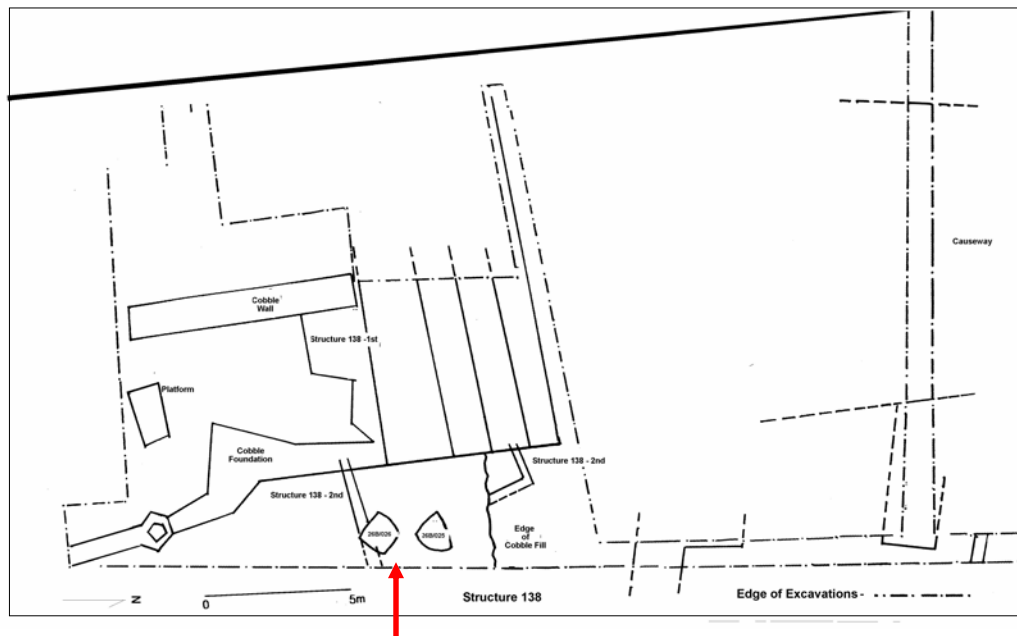 Causeway
Cobble
Wall
Structure 138 -1st
Platform
Cobble
Foundation
Structure 138 - 2nd
Structure 138 - 2nd
26B/026
26B/025
Edge
of
Cobble Fill
N
0
5m
Structure 138
Edge of Excavations -